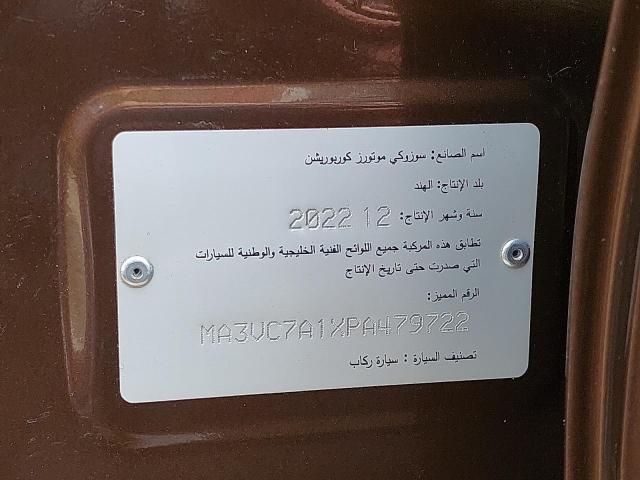 اسم الصانع: سوزوكي موتورز كوربوريشن
بلد الإنتاج: الهند
سنة وشهر الإنتاج: 2022 12
تطابق هذه المركبة جميع اللوائح الفنية الخليجية والوطنية للسيارات
التي صدرت حتى تاريخ الإنتاج
الرقم المميز:
MA3VC7A1XPA479722
تصنيف السيارة : سيارة ركاب